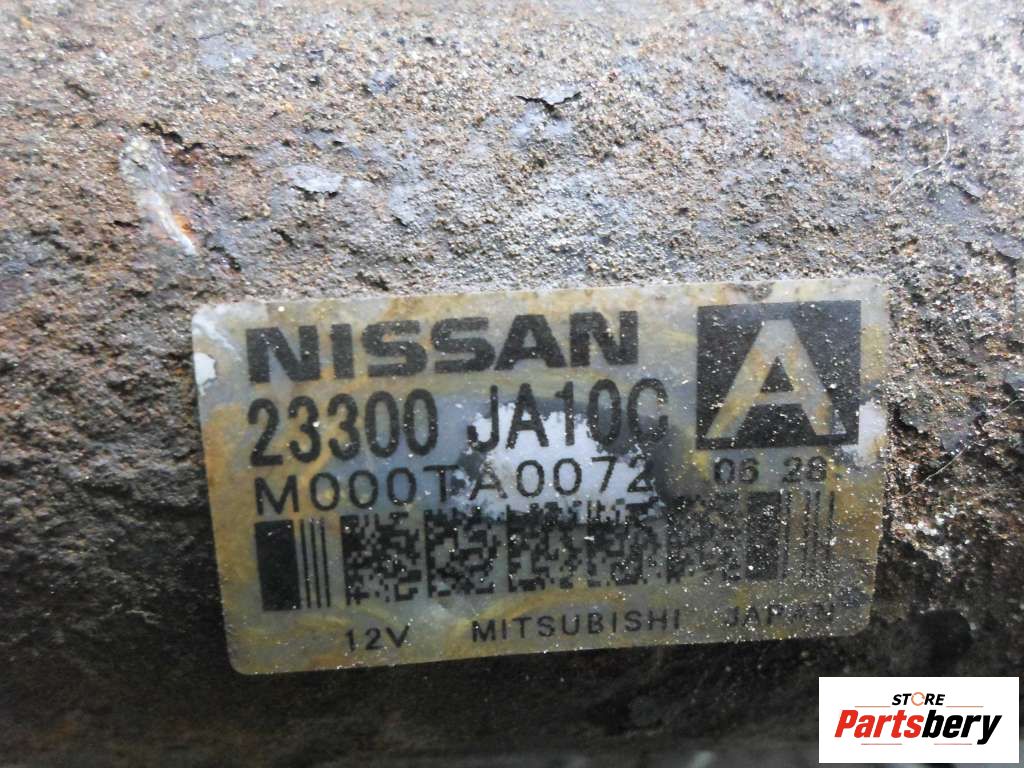 NISSAN
A
23300 JA10C
M000TA0072 06 28
12V MITSUBISHI JAPAN
STORE
Partsbery